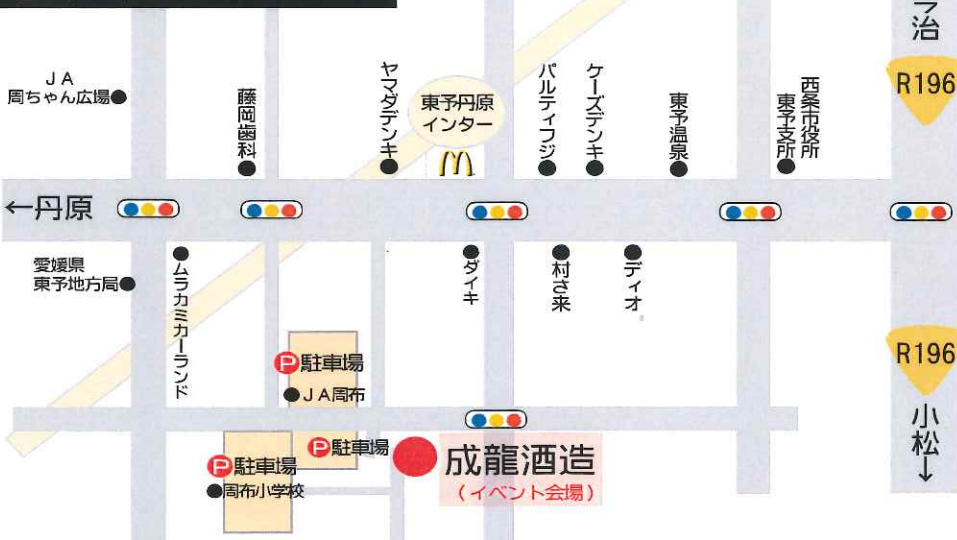 治
R196
JA
周ちゃん広場
藤岡歯科
ヤマダデンキ
東予丹原
インター
パルティフジ
ケーズデンキ
東予温泉
西条市役所
東予支所
←丹原
愛媛県
東予地方局
ムラカミカーランド
ダイキ
村さ来
ディオ
R196
小松↓
P駐車場
JA周布
P駐車場
P駐車場
周布小学校
成龍酒造
(イベント会場)